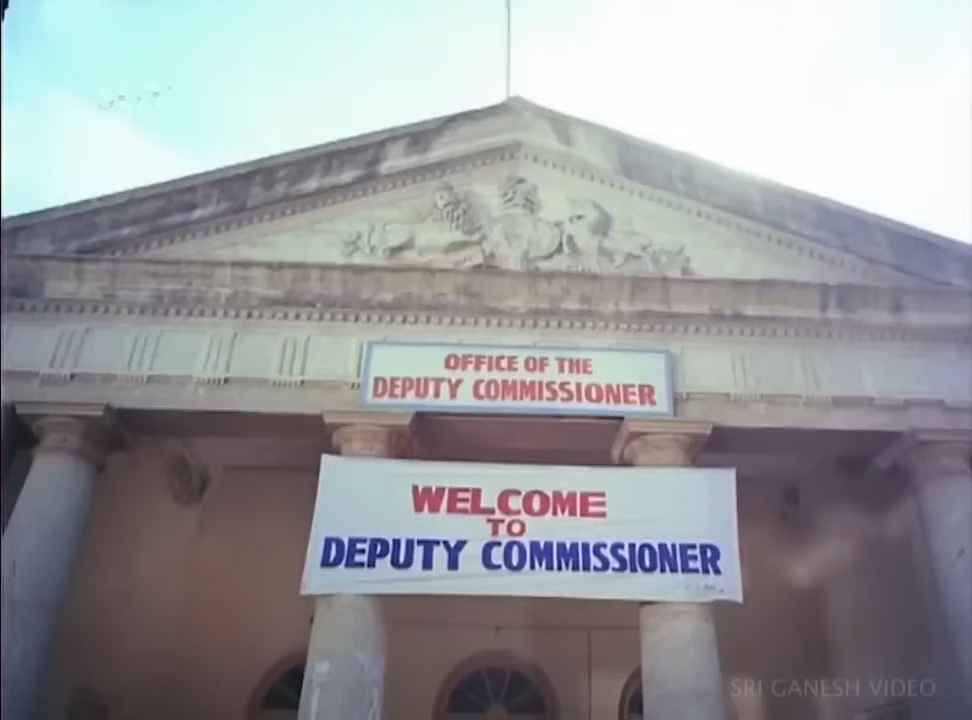 OFFICE OF THE
DEPUTY COMMISSIONER
WELCOME
TO
DEPUTY COMMISSIONER
SRI GANESH VIDEO